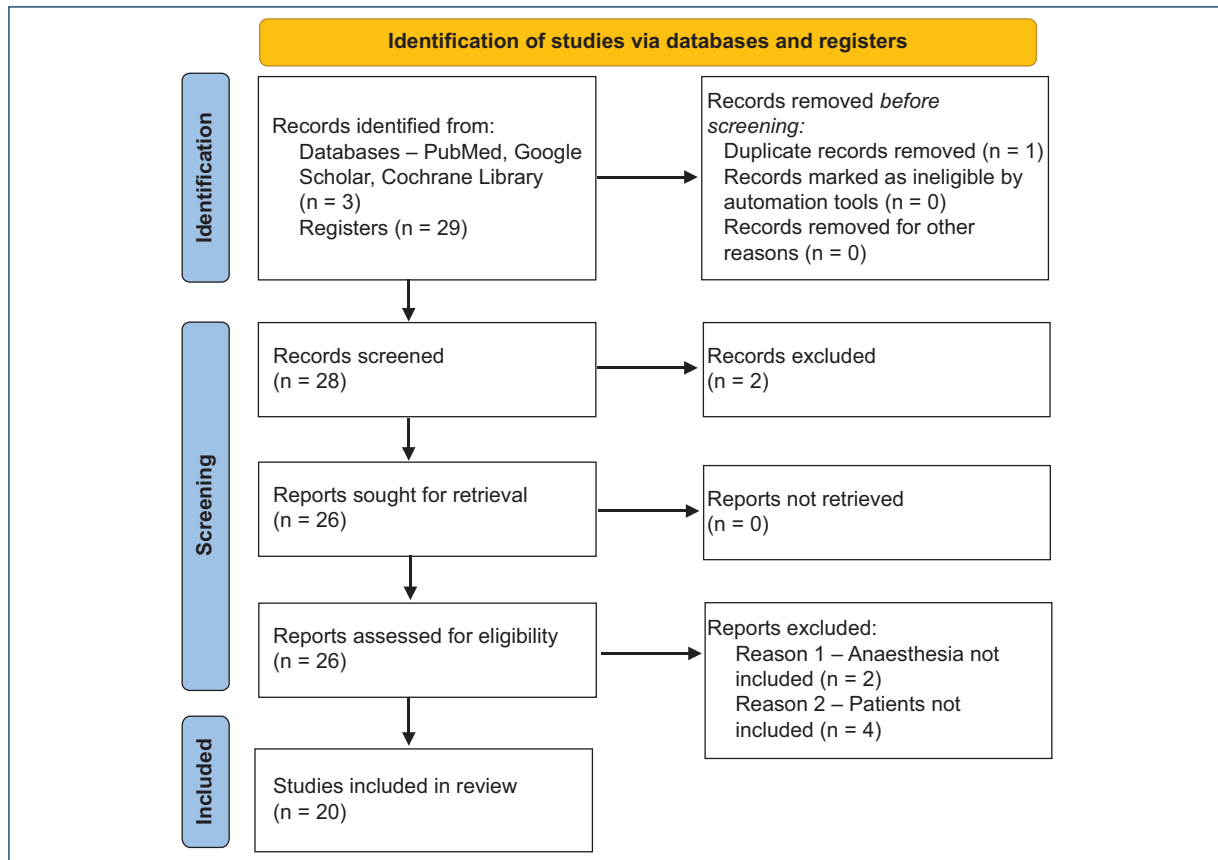 Identification of studies via databases and registers
Identification
Records identified from:
Databases – PubMed, Google
Scholar, Cochrane Library
(n = 3)
Registers (n = 29)
Records removed before
screening:
Duplicate records removed (n = 1)
Records marked as ineligible by
automation tools (n = 0)
Records removed for other
reasons (n = 0)
Screening
Records screened
(n = 28)
Records excluded
(n = 2)
Reports sought for retrieval
(n = 26)
Reports not retrieved
(n = 0)
Reports assessed for eligibility
(n = 26)
Reports excluded:
Reason 1 – Anaesthesia not
included (n = 2)
Reason 2 – Patients not
included (n = 4)
Included
Studies included in review
(n = 20)